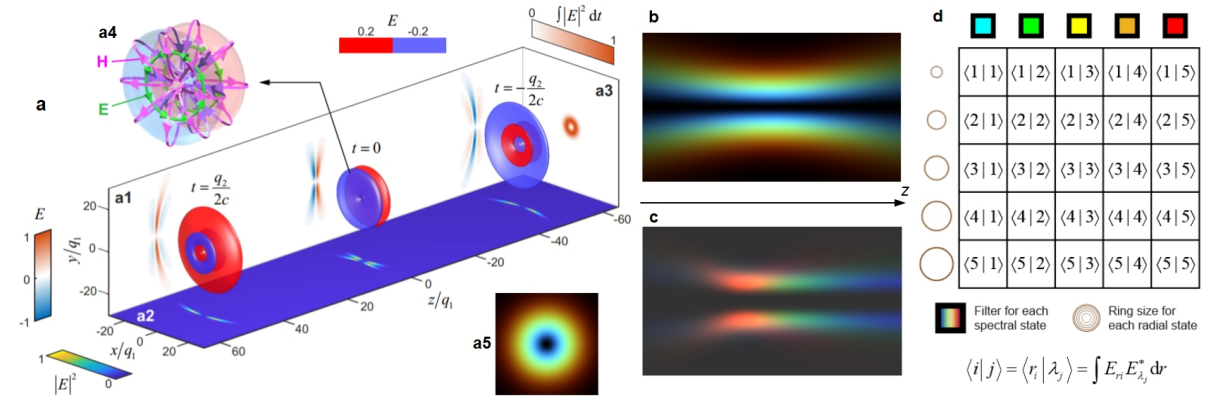 a
a4
H
E
E
0.2 -0.2
∫|E|² dt
0
1
a3
t = −q₂/2c
t = 0
a1
t = q₂/2c
E
1
0
-1
y/q₁
20
0
-20
a2
-20
0
20
x/q₁
60
40
20
0
-20
-40
-60
z/q₁
1
0
|E|²
a5
b
z
c
d
⟨1|1⟩ ⟨1|2⟩ ⟨1|3⟩ ⟨1|4⟩ ⟨1|5⟩
⟨2|1⟩ ⟨2|2⟩ ⟨2|3⟩ ⟨2|4⟩ ⟨2|5⟩
⟨3|1⟩ ⟨3|2⟩ ⟨3|3⟩ ⟨3|4⟩ ⟨3|5⟩
⟨4|1⟩ ⟨4|2⟩ ⟨4|3⟩ ⟨4|4⟩ ⟨4|5⟩
⟨5|1⟩ ⟨5|2⟩ ⟨5|3⟩ ⟨5|4⟩ ⟨5|5⟩
Filter for each
spectral state
Ring size for
each radial state
⟨i|j⟩ = ⟨rᵢ|λⱼ⟩ = ∫ E_{ri} E*_{λⱼ} dr